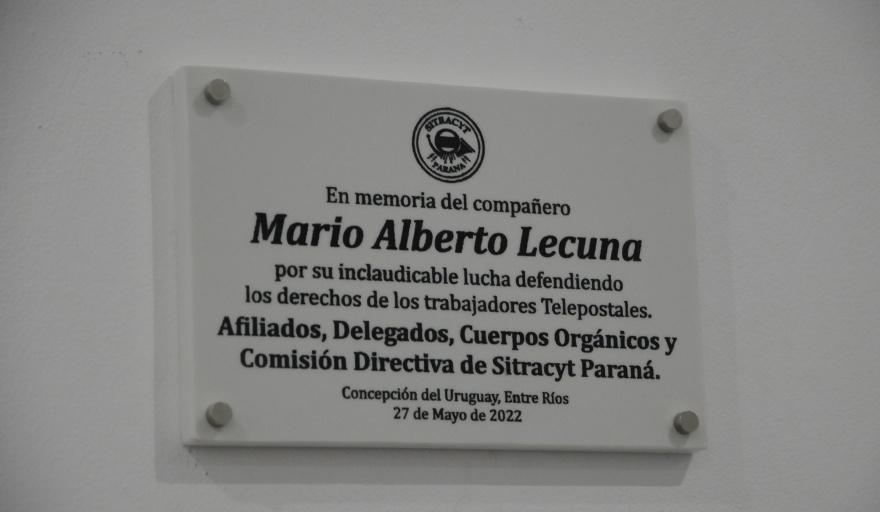 SITRACYT
PARANA
En memoria del compañero
Mario Alberto Lecuna
por su inclaudicable lucha defendiendo
los derechos de los trabajadores Telepostales.
Afiliados, Delegados, Cuerpos Orgánicos y
Comisión Directiva de Sitracyt Paraná.
Concepción del Uruguay, Entre Ríos
27 de Mayo de 2022